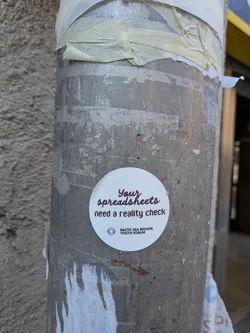 Your
spreadsheets
need a reality check
BALTIC SEA REGION
YOUTH FORUM